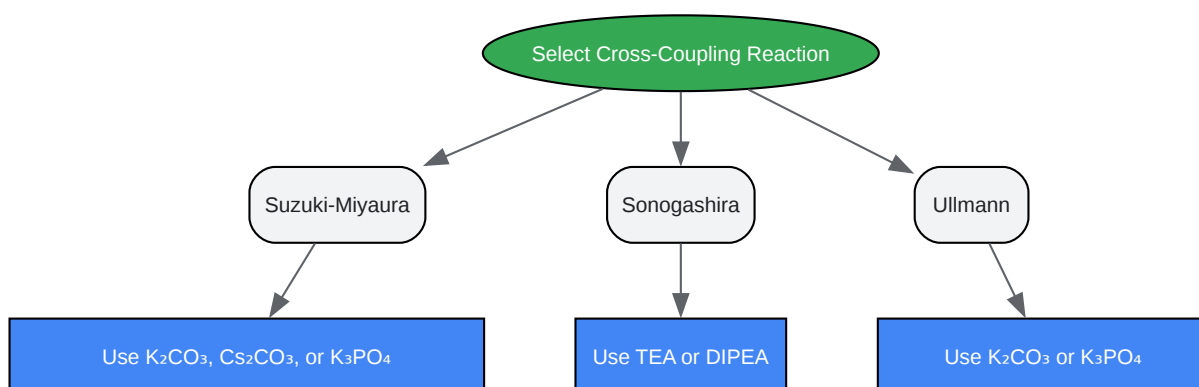 Select Cross-Coupling Reaction
Suzuki-Miyaura
Sonogashira
Ullmann
Use K₂CO₃, Cs₂CO₃, or K₃PO₄
Use TEA or DIPEA
Use K₂CO₃ or K₃PO₄